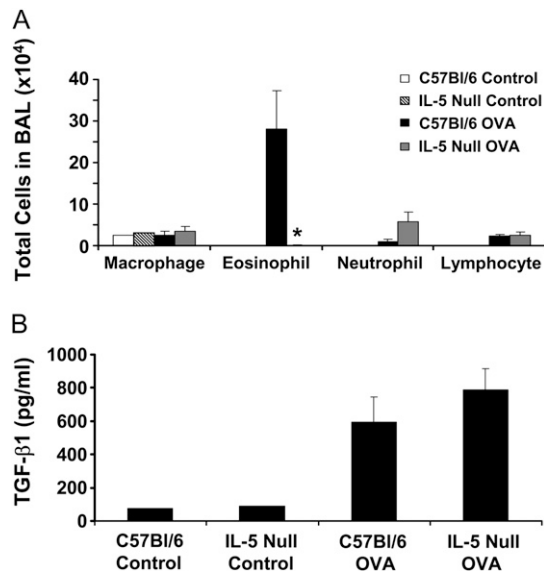 A
Total Cells in BAL (x10⁴)
40
30
20
10
0
C57Bl/6 Control
IL-5 Null Control
C57Bl/6 OVA
IL-5 Null OVA
*
Macrophage Eosinophil Neutrophil Lymphocyte
B
TGF-β1 (pg/ml)
1000
800
600
400
200
0
C57Bl/6 Control
IL-5 Null Control
C57Bl/6 OVA
IL-5 Null OVA